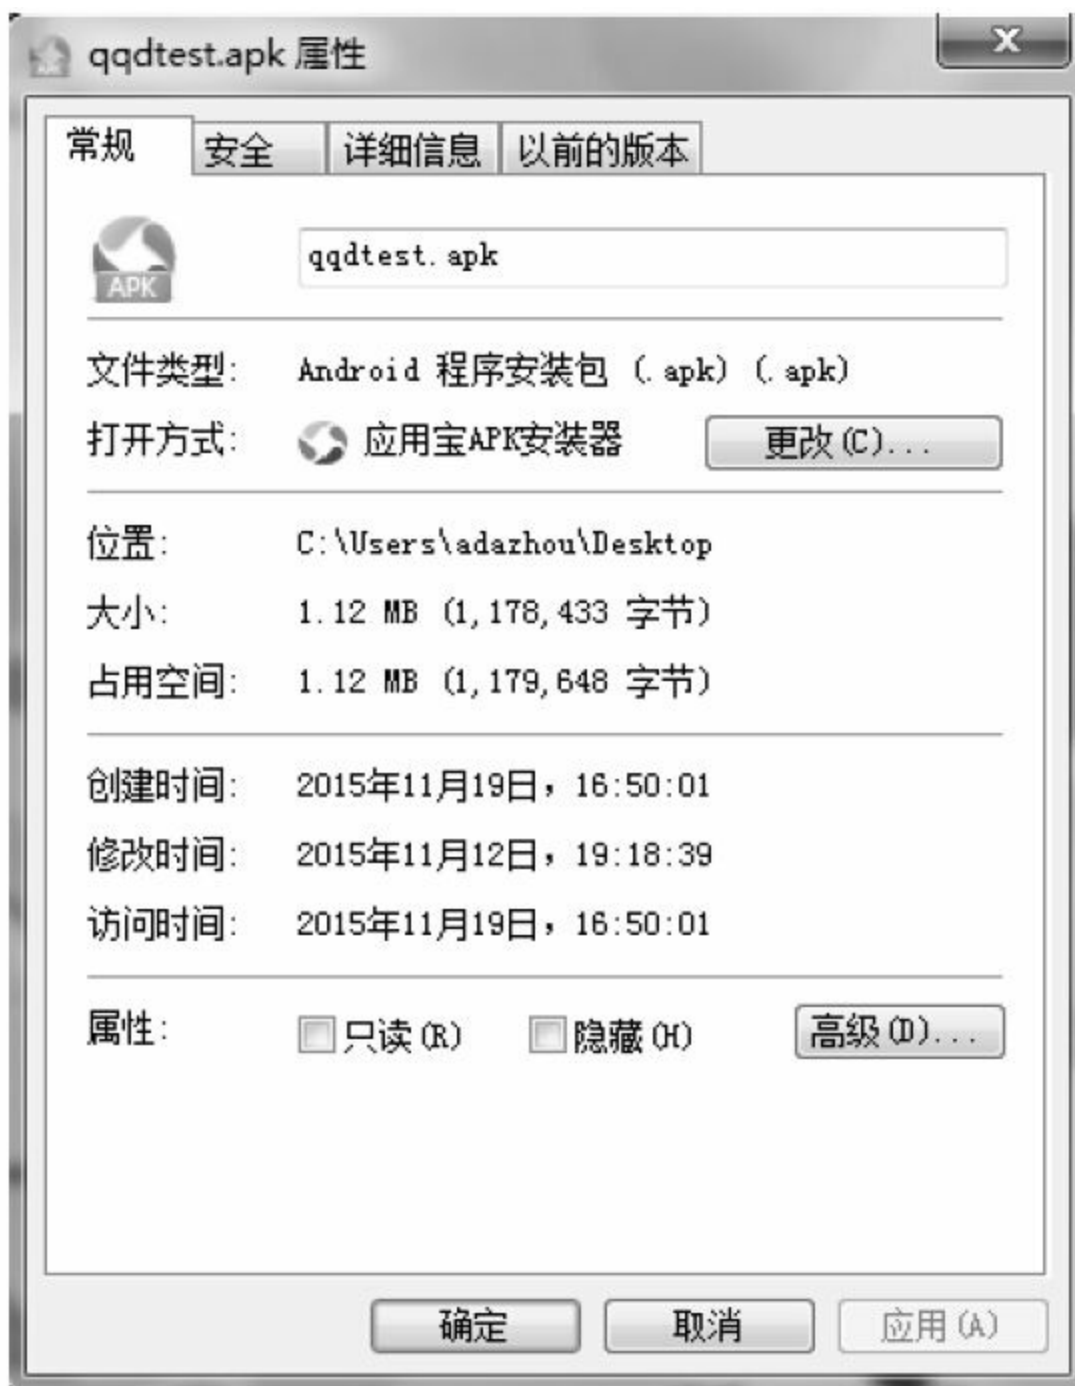 qqdtest.apk 属性
X
常规 安全 详细信息 以前的版本
APK
qqdtest.apk
文件类型: Android 程序安装包 (.apk) (.apk)
打开方式: 应用宝APK安装器 更改(C)...
位置: C:\Users\adazhou\Desktop
大小: 1.12 MB (1,178,433 字节)
占用空间: 1.12 MB (1,179,648 字节)
创建时间: 2015年11月19日，16:50:01
修改时间: 2015年11月12日，19:18:39
访问时间: 2015年11月19日，16:50:01
属性: 只读(R) 隐藏(H) 高级(D)...
确定 取消 应用(A)